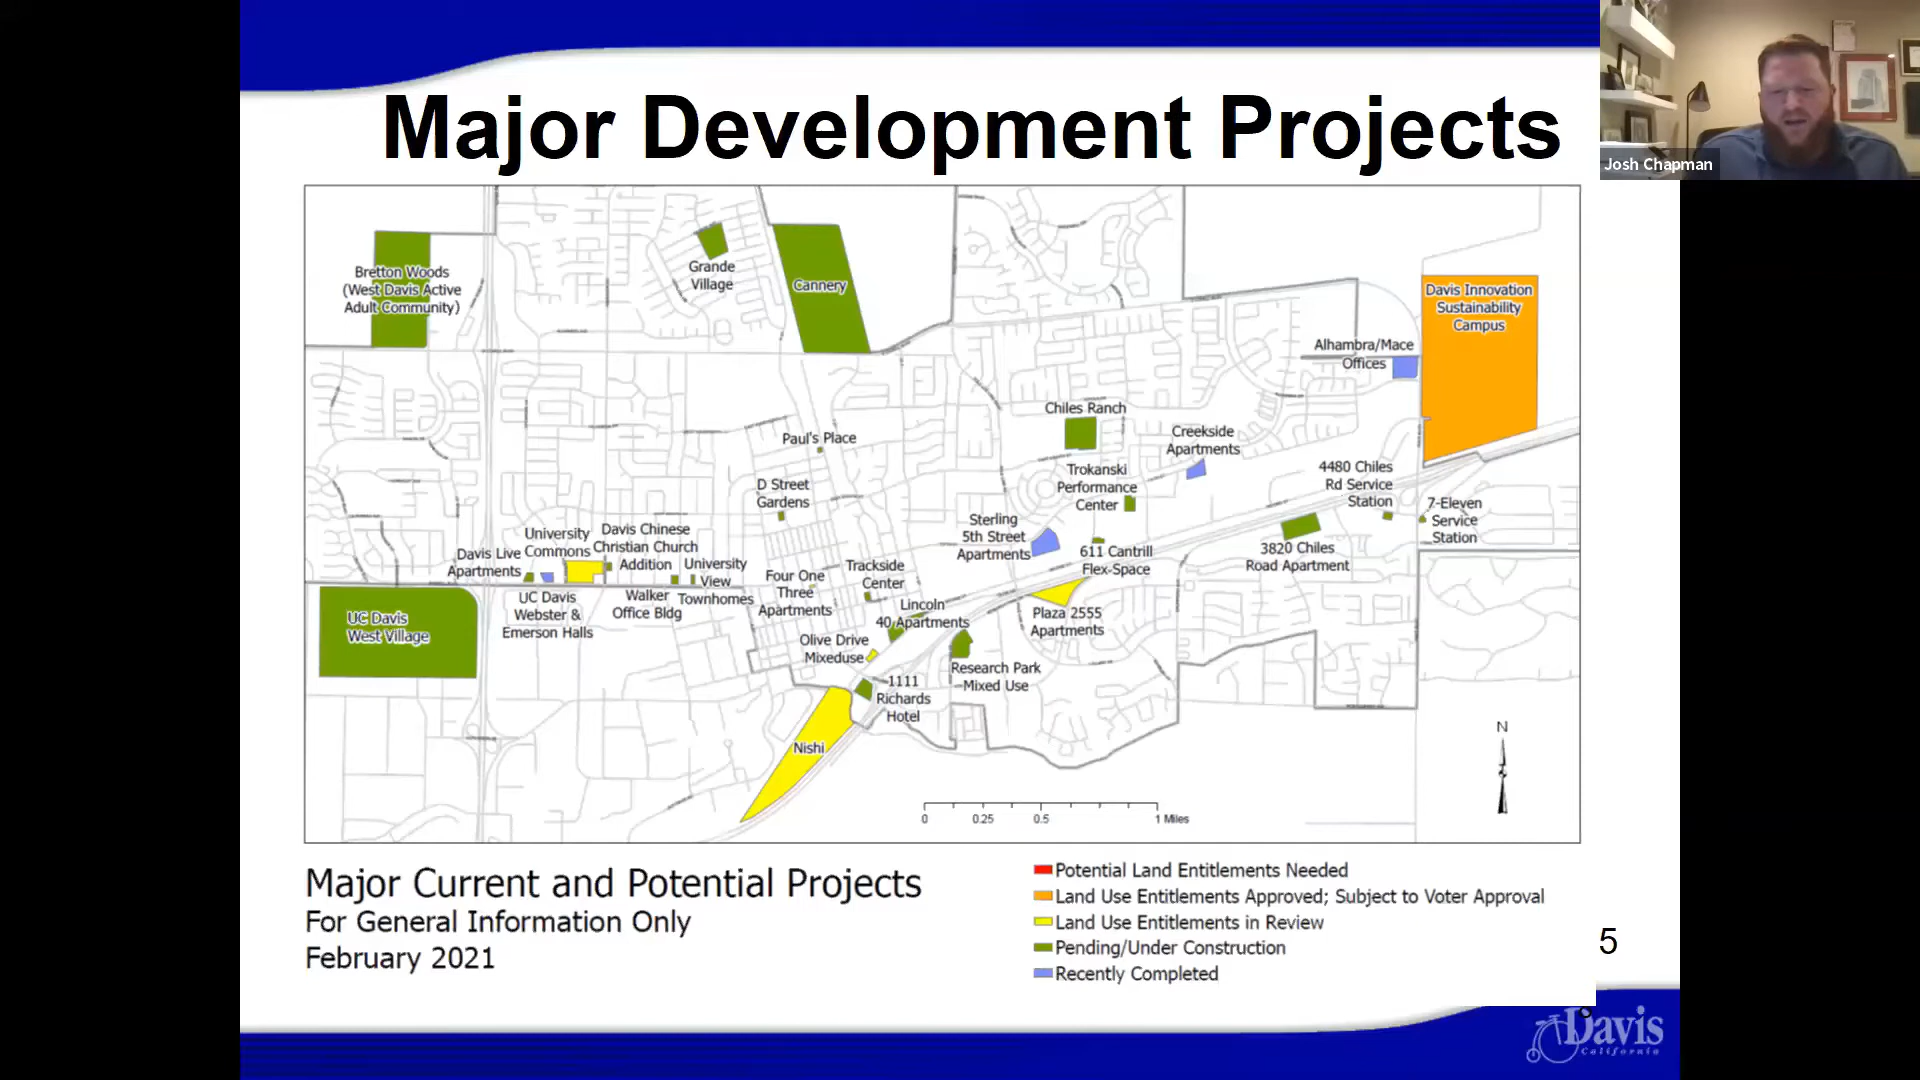 Major Development Projects
Josh Chapman
Bretton Woods
(West Davis Active
Adult Community)
Grande
Village
Cannery
Davis Innovation
Sustainability
Campus
Alhambra/Mace
Offices
Chiles Ranch
Creekside
Apartments
Paul's Place
Trokanski
Performance
Center
4480 Chiles
Rd Service
Station
D Street
Gardens
7-Eleven
Service
Station
Sterling
5th Street
Apartments
University
Commons
Davis Chinese
Christian Church
Addition
Davis Live
Apartments
611 Cantrill
Flex-Space
3820 Chiles
Road Apartment
University
View
Townhomes
Trackside
Center
Four One
Three
Apartments
UC Davis
Webster &
Emerson Halls
Walker
Office Bldg
Lincoln
40 Apartments
Plaza 2555
Apartments
UC Davis
West Village
Olive Drive
Mixeduse
Research Park
Mixed Use
1111
Richards
Hotel
Nishi
N
0 0.25 0.5 1 Miles
Major Current and Potential Projects
For General Information Only
February 2021
Potential Land Entitlements Needed
Land Use Entitlements Approved; Subject to Voter Approval
Land Use Entitlements in Review
Pending/Under Construction
Recently Completed
5
Davis
California